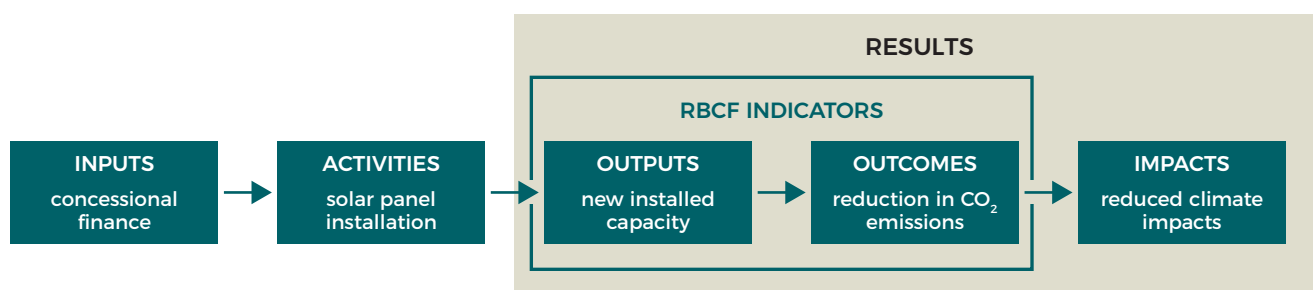 RESULTS
RBCF INDICATORS
INPUTS
concessional
finance
ACTIVITIES
solar panel
installation
OUTPUTS
new installed
capacity
OUTCOMES
reduction in CO₂
emissions
IMPACTS
reduced climate
impacts